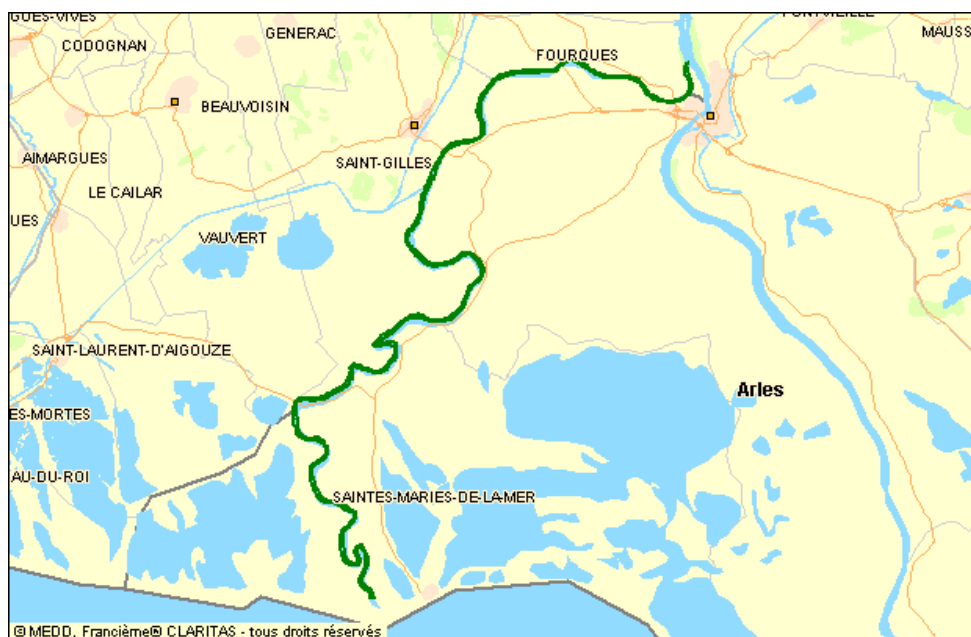 GUES-VIVES
CODOGNAN
GENERAC
FONTVIEILLE
MAUSS
FOURQUES
BEAUVOISIN
AIMARGUES
SAINT-GILLES
LE CAILAR
UES
VAUVERT
SAINT-LAURENT-D'AIGOUZE
Arles
ES-MORTES
AU-DU-ROI
SAINTES-MARIES-DE-LA-MER
© MEDD, Francième® CLARITAS - tous droits réservés